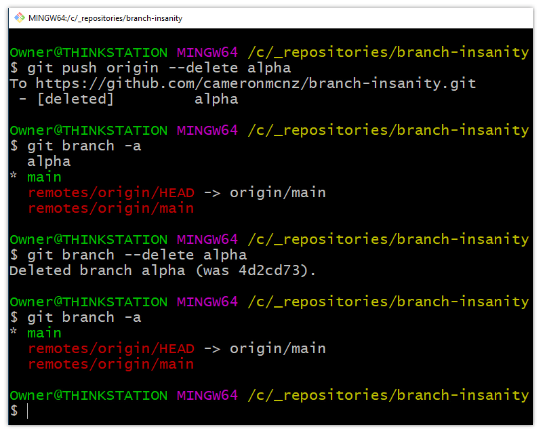 MINGW64:/c/_repositories/branch-insanity
Owner@THINKSTATION MINGW64 /c/_repositories/branch-insanity
$ git push origin --delete alpha
To https://github.com/cameronmcnz/branch-insanity.git
 - [deleted]         alpha
Owner@THINKSTATION MINGW64 /c/_repositories/branch-insanity
$ git branch -a
  alpha
* main
  remotes/origin/HEAD -> origin/main
  remotes/origin/main
Owner@THINKSTATION MINGW64 /c/_repositories/branch-insanity
$ git branch --delete alpha
Deleted branch alpha (was 4d2cd73).
Owner@THINKSTATION MINGW64 /c/_repositories/branch-insanity
$ git branch -a
* main
  remotes/origin/HEAD -> origin/main
  remotes/origin/main
Owner@THINKSTATION MINGW64 /c/_repositories/branch-insanity
$